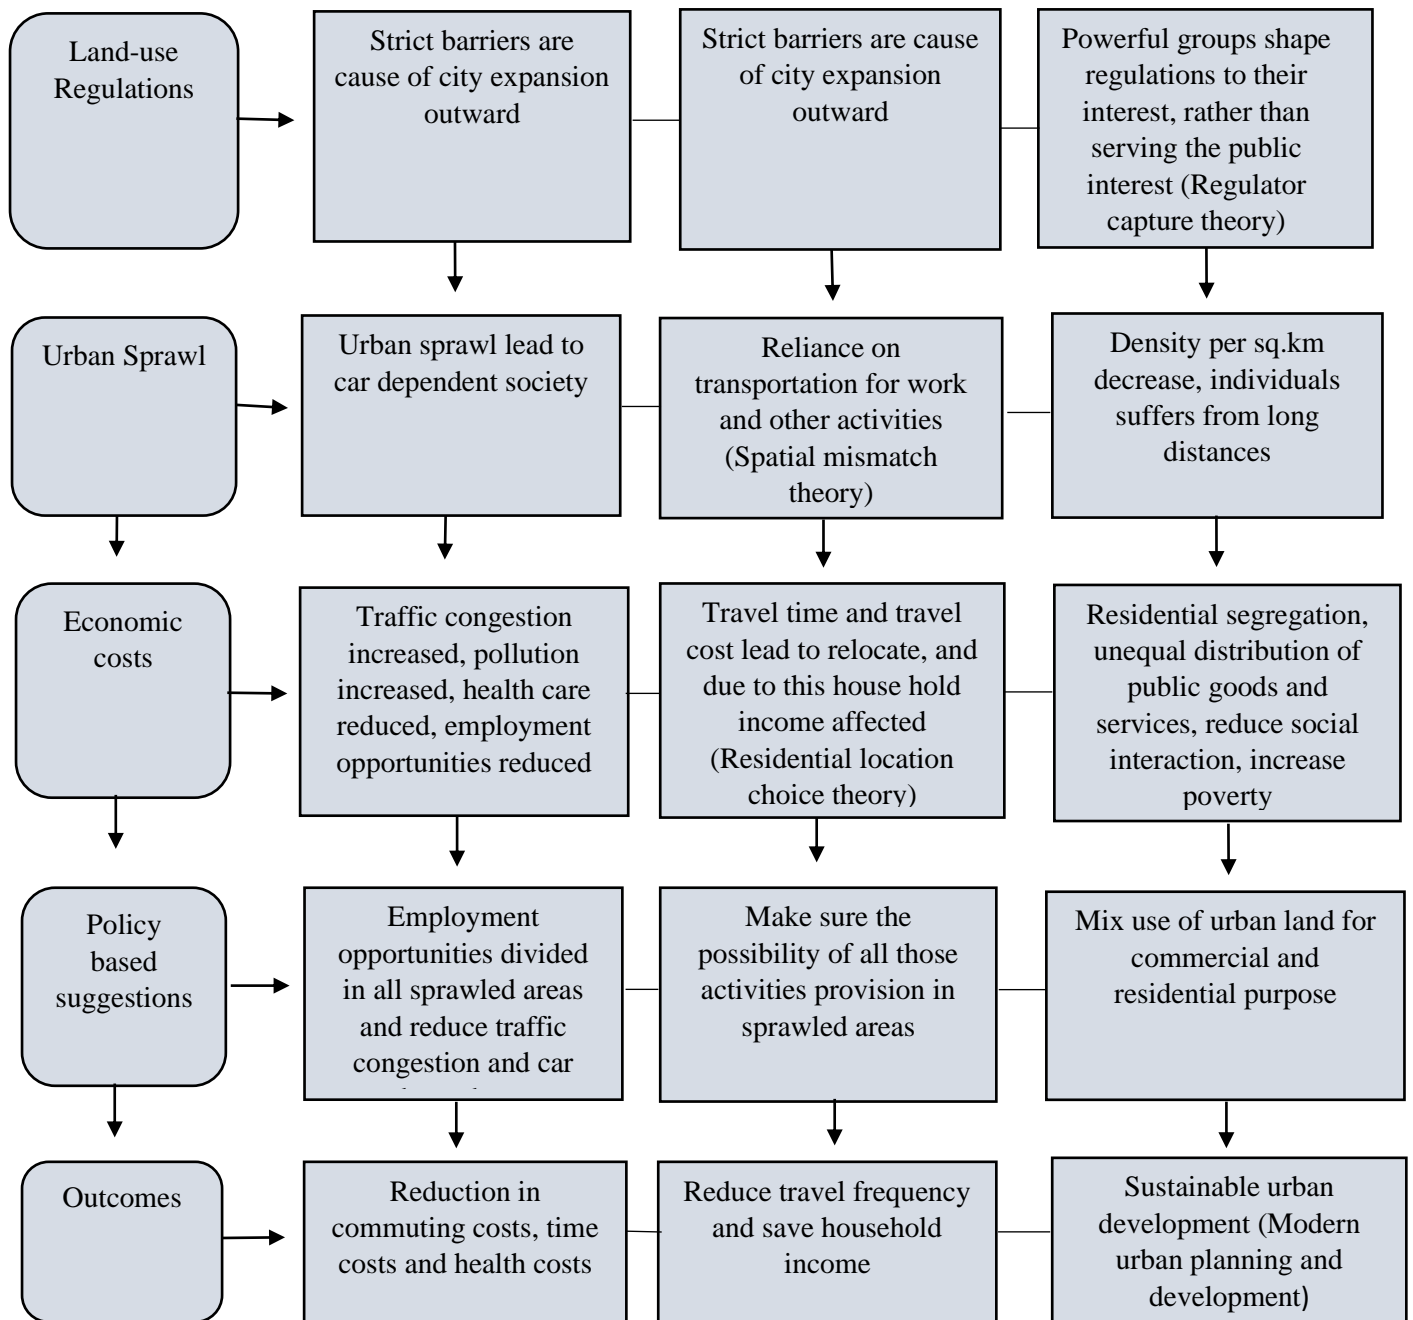 Land-use
Regulations
Strict barriers are
cause of city expansion
outward
Strict barriers are cause
of city expansion
outward
Powerful groups shape
regulations to their
interest, rather than
serving the public
interest (Regulator
capture theory)
Urban Sprawl
Urban sprawl lead to
car dependent society
Reliance on
transportation for work
and other activities
(Spatial mismatch
theory)
Density per sq.km
decrease, individuals
suffers from long
distances
Economic
costs
Traffic congestion
increased, pollution
increased, health care
reduced, employment
opportunities reduced
Travel time and travel
cost lead to relocate, and
due to this house hold
income affected
(Residential location
choice theory)
Residential segregation,
unequal distribution of
public goods and
services, reduce social
interaction, increase
poverty
Policy
based
suggestions
Employment
opportunities divided
in all sprawled areas
and reduce traffic
congestion and car
Make sure the
possibility of all those
activities provision in
sprawled areas
Mix use of urban land for
commercial and
residential purpose
Outcomes
Reduction in
commuting costs, time
costs and health costs
Reduce travel frequency
and save household
income
Sustainable urban
development (Modern
urban planning and
development)